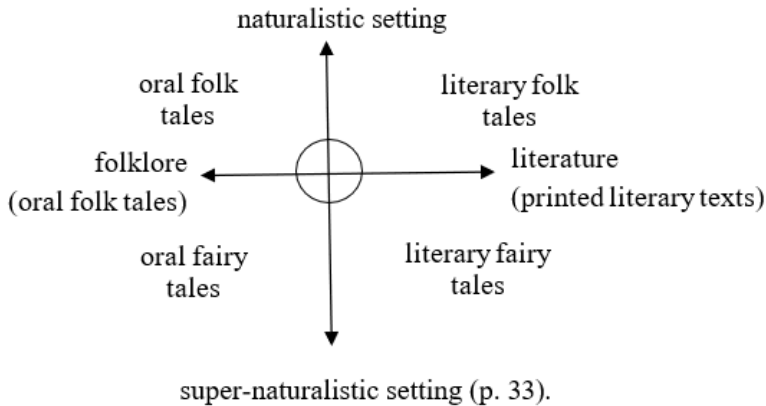 naturalistic setting
oral folk
tales
literary folk
tales
folklore
(oral folk tales)
literature
(printed literary texts)
oral fairy
tales
literary fairy
tales
super-naturalistic setting (p. 33).